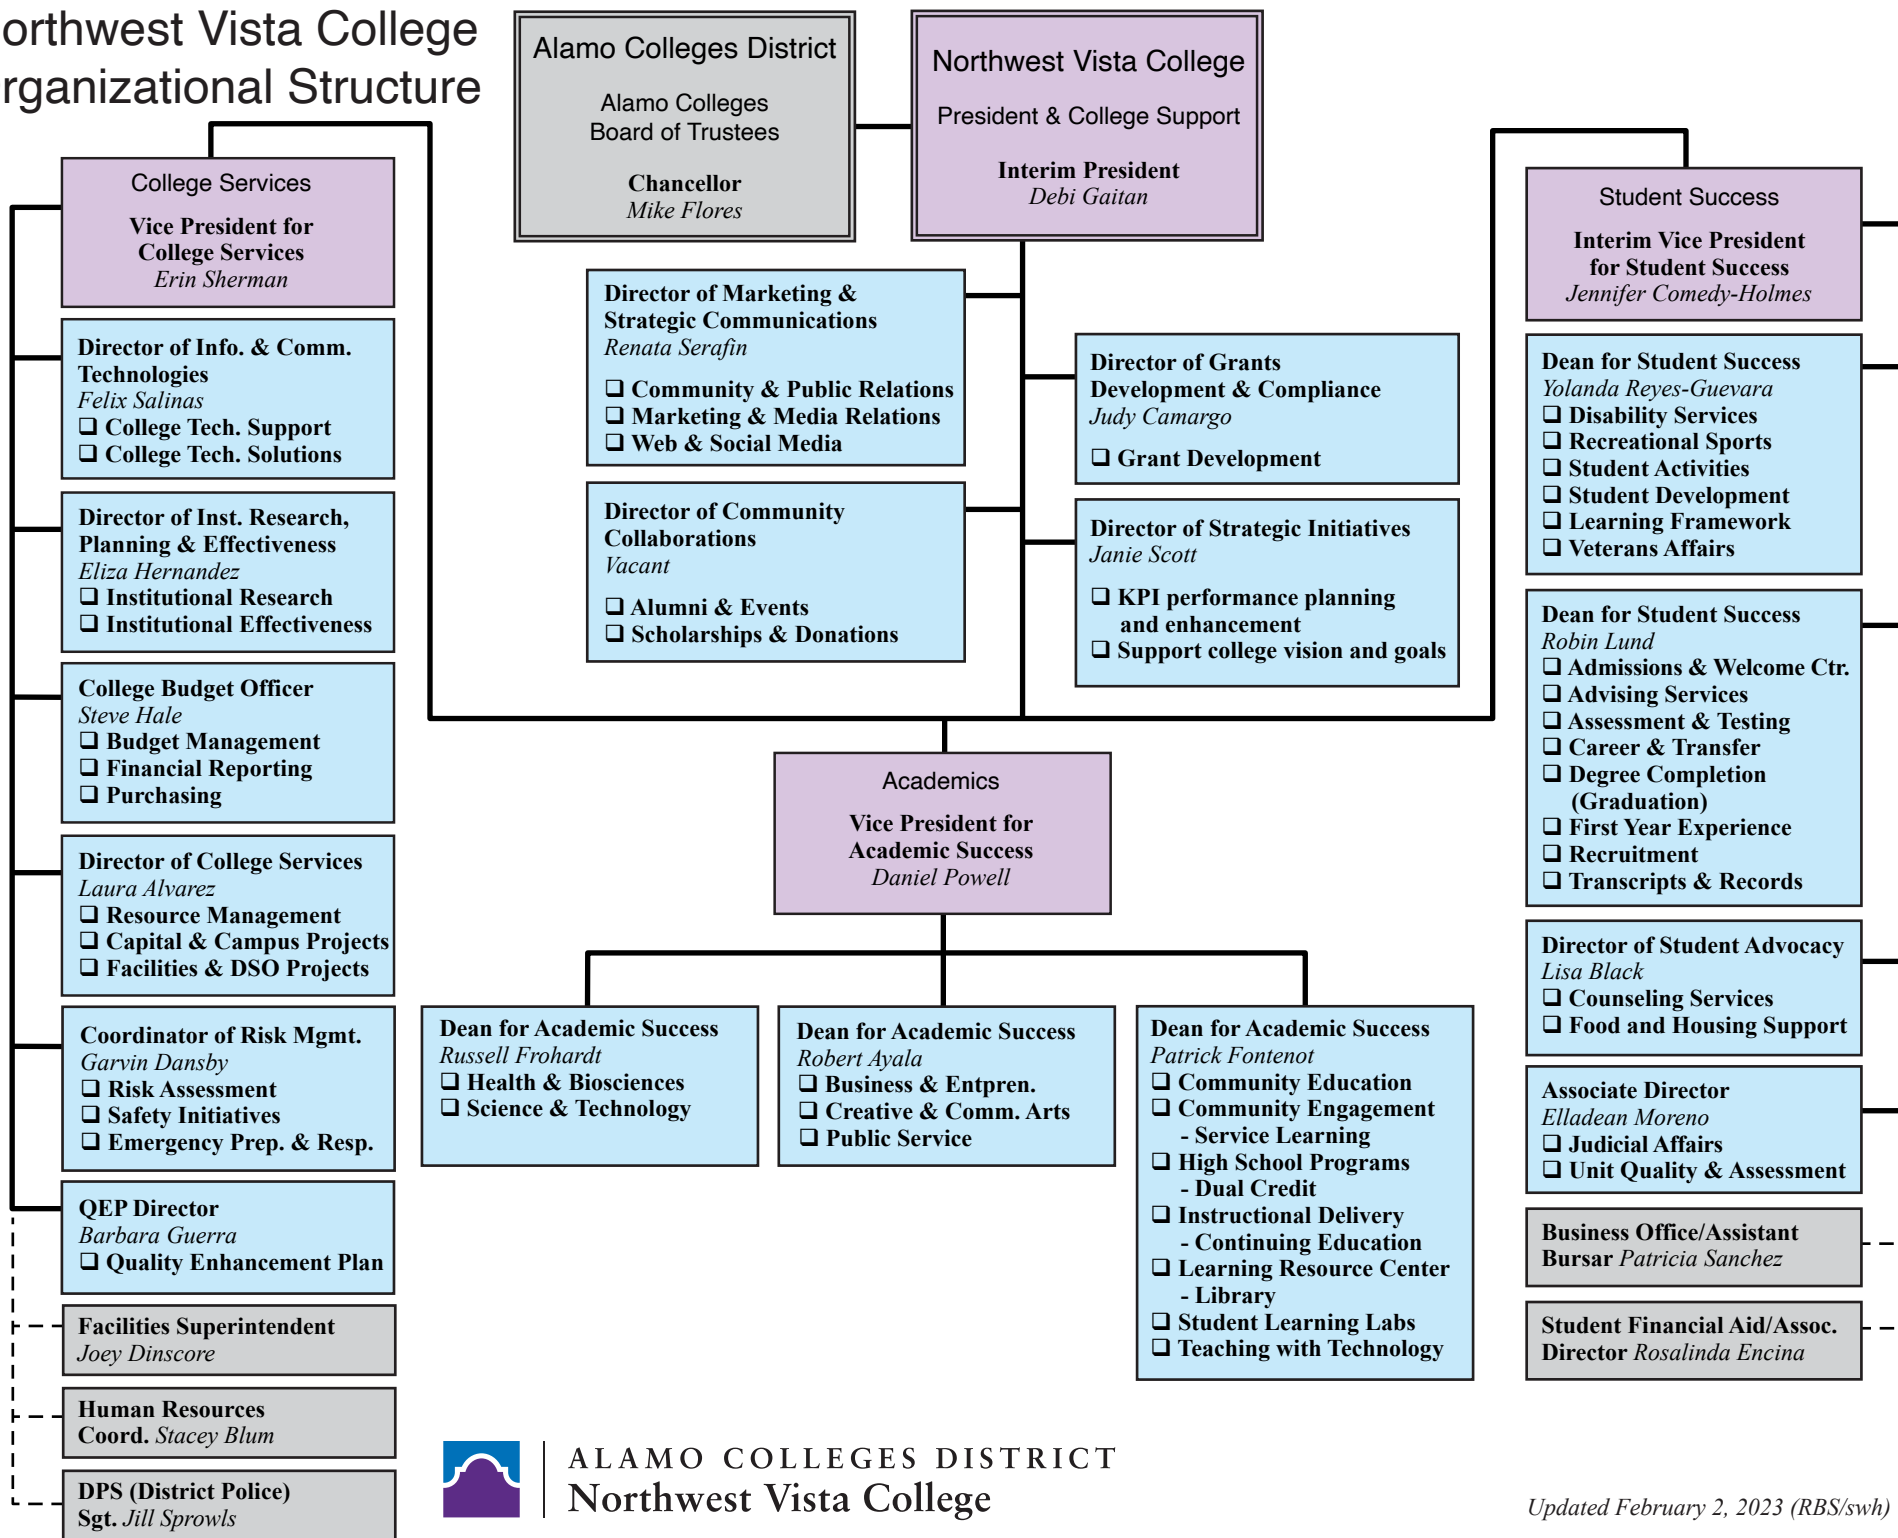 orthwest Vista College
rganizational Structure
Alamo Colleges District
Alamo Colleges
Board of Trustees
Chancellor
Mike Flores
Northwest Vista College
President & College Support
Interim President
Debi Gaitan
College Services
Vice President for
College Services
Erin Sherman
Director of Info. & Comm.
Technologies
Felix Salinas
❑ College Tech. Support
❑ College Tech. Solutions
Director of Inst. Research,
Planning & Effectiveness
Eliza Hernandez
❑ Institutional Research
❑ Institutional Effectiveness
College Budget Officer
Steve Hale
❑ Budget Management
❑ Financial Reporting
❑ Purchasing
Director of College Services
Laura Alvarez
❑ Resource Management
❑ Capital & Campus Projects
❑ Facilities & DSO Projects
Coordinator of Risk Mgmt.
Garvin Dansby
❑ Risk Assessment
❑ Safety Initiatives
❑ Emergency Prep. & Resp.
QEP Director
Barbara Guerra
❑ Quality Enhancement Plan
Facilities Superintendent
Joey Dinscore
Human Resources
Coord. Stacey Blum
DPS (District Police)
Sgt. Jill Sprowls
Director of Marketing &
Strategic Communications
Renata Serafin
❑ Community & Public Relations
❑ Marketing & Media Relations
❑ Web & Social Media
Director of Community
Collaborations
Vacant
❑ Alumni & Events
❑ Scholarships & Donations
Director of Grants
Development & Compliance
Judy Camargo
❑ Grant Development
Director of Strategic Initiatives
Janie Scott
❑ KPI performance planning
and enhancement
❑ Support college vision and goals
Academics
Vice President for
Academic Success
Daniel Powell
Dean for Academic Success
Russell Frohardt
❑ Health & Biosciences
❑ Science & Technology
Dean for Academic Success
Robert Ayala
❑ Business & Entpren.
❑ Creative & Comm. Arts
❑ Public Service
Dean for Academic Success
Patrick Fontenot
❑ Community Education
❑ Community Engagement
- Service Learning
❑ High School Programs
- Dual Credit
❑ Instructional Delivery
- Continuing Education
❑ Learning Resource Center
- Library
❑ Student Learning Labs
❑ Teaching with Technology
Student Success
Interim Vice President
for Student Success
Jennifer Comedy-Holmes
Dean for Student Success
Yolanda Reyes-Guevara
❑ Disability Services
❑ Recreational Sports
❑ Student Activities
❑ Student Development
❑ Learning Framework
❑ Veterans Affairs
Dean for Student Success
Robin Lund
❑ Admissions & Welcome Ctr.
❑ Advising Services
❑ Assessment & Testing
❑ Career & Transfer
❑ Degree Completion
(Graduation)
❑ First Year Experience
❑ Recruitment
❑ Transcripts & Records
Director of Student Advocacy
Lisa Black
❑ Counseling Services
❑ Food and Housing Support
Associate Director
Elladean Moreno
❑ Judicial Affairs
❑ Unit Quality & Assessment
Business Office/Assistant
Bursar Patricia Sanchez
Student Financial Aid/Assoc.
Director Rosalinda Encina
ALAMO COLLEGES DISTRICT
Northwest Vista College
Updated February 2, 2023 (RBS/swh)